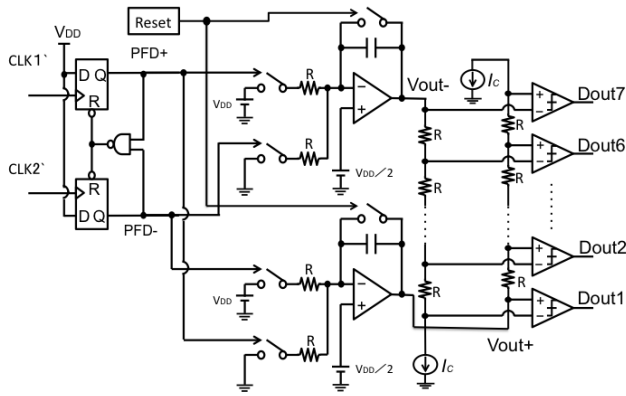 Reset
VDD
CLK1`
PFD+
D Q
R
CLK2`
R
D Q
PFD-
R
VDD
R
VDD/2
R
VDD
R
VDD/2
Vout-
IC
R
R
R
R
R
R
IC
Vout+
Dout7
Dout6
Dout2
Dout1